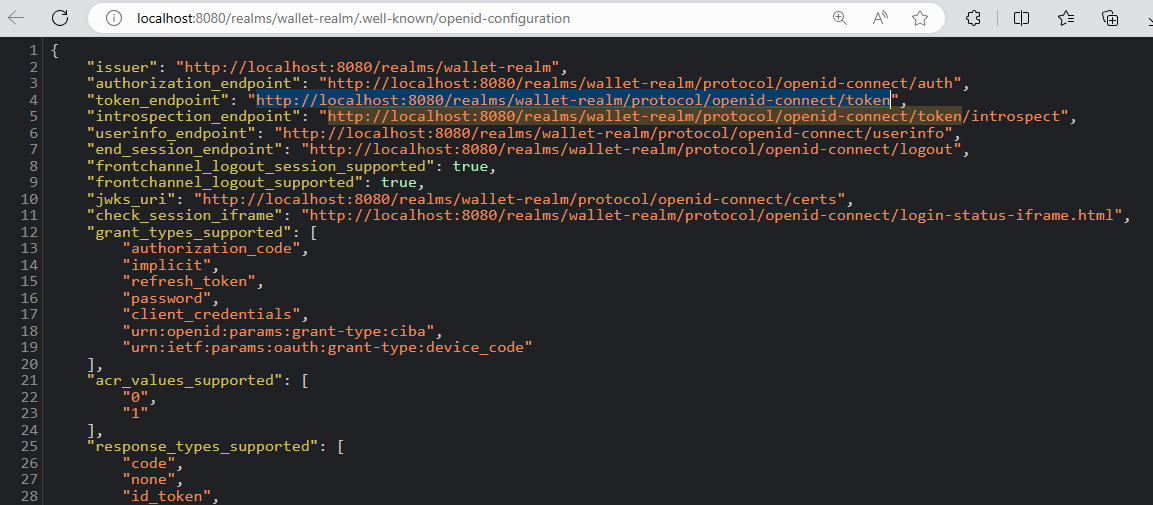 localhost:8080/realms/wallet-realm/.well-known/openid-configuration
1 {
2 "issuer": "http://localhost:8080/realms/wallet-realm",
3 "authorization_endpoint": "http://localhost:8080/realms/wallet-realm/protocol/openid-connect/auth",
4 "token_endpoint": "http://localhost:8080/realms/wallet-realm/protocol/openid-connect/token",
5 "introspection_endpoint": "http://localhost:8080/realms/wallet-realm/protocol/openid-connect/token/introspect",
6 "userinfo_endpoint": "http://localhost:8080/realms/wallet-realm/protocol/openid-connect/userinfo",
7 "end_session_endpoint": "http://localhost:8080/realms/wallet-realm/protocol/openid-connect/logout",
8 "frontchannel_logout_session_supported": true,
9 "frontchannel_logout_supported": true,
10 "jwks_uri": "http://localhost:8080/realms/wallet-realm/protocol/openid-connect/certs",
11 "check_session_iframe": "http://localhost:8080/realms/wallet-realm/protocol/openid-connect/login-status-iframe.html",
12 "grant_types_supported": [
13 "authorization_code",
14 "implicit",
15 "refresh_token",
16 "password",
17 "client_credentials",
18 "urn:openid:params:grant-type:ciba",
19 "urn:ietf:params:oauth:grant-type:device_code"
20 ],
21 "acr_values_supported": [
22 "0",
23 "1"
24 ],
25 "response_types_supported": [
26 "code",
27 "none",
28 "id_token",